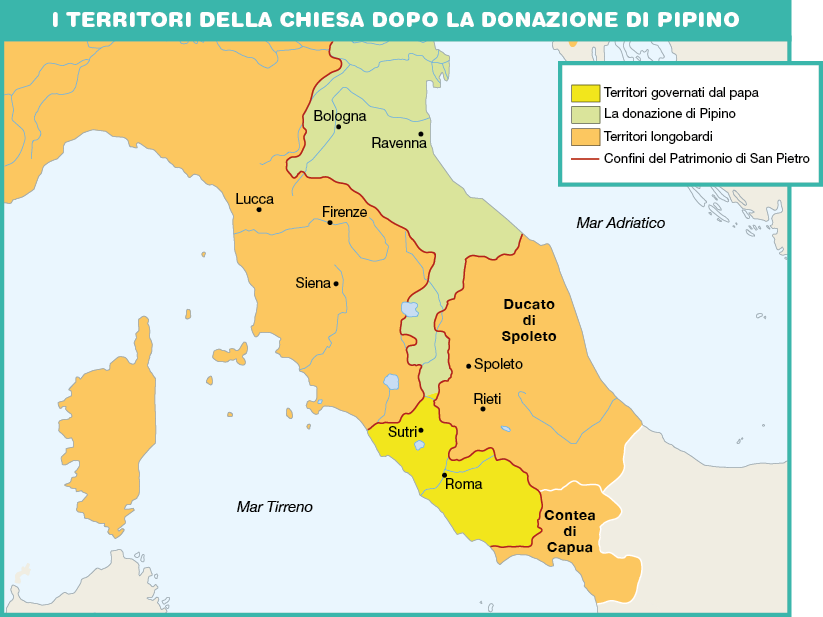 I TERRITORI DELLA CHIESA DOPO LA DONAZIONE DI PIPINO
Territori governati dal papa
La donazione di Pipino
Territori longobardi
Confini del Patrimonio di San Pietro
Bologna
Ravenna
Lucca
Firenze
Mar Adriatico
Siena
Ducato
di
Spoleto
Spoleto
Rieti
Sutri
Roma
Mar Tirreno
Contea
di
Capua